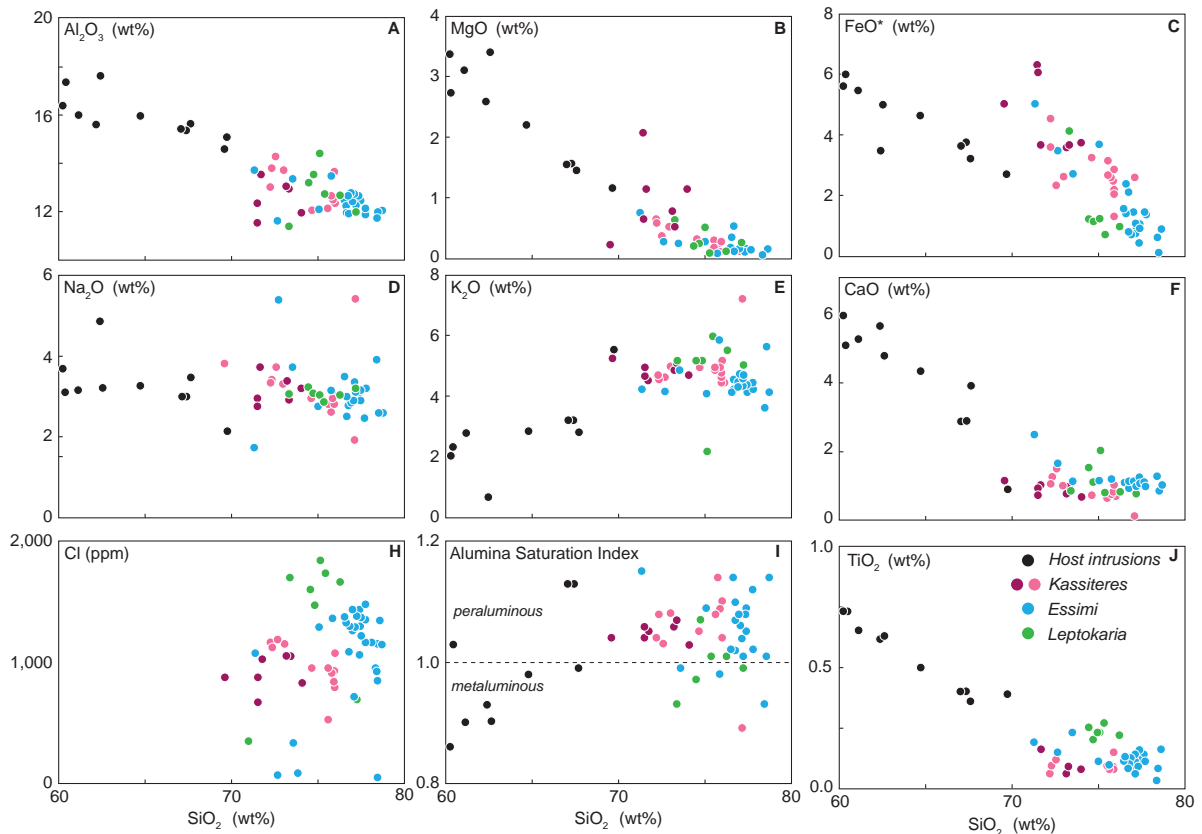 20
Al₂O₃ (wt%) A
16
12
4
MgO (wt%) B
3
2
1
0
8
FeO* (wt%) C
6
4
2
0
6
Na₂O (wt%) D
4
2
0
8
K₂O (wt%) E
6
4
2
0
6
CaO (wt%) F
4
2
0
2,000
Cl (ppm) H
1,000
0
60 70 80
SiO₂ (wt%)
1.2
Alumina Saturation Index I
peraluminous
1.0
metaluminous
0.8
60 70 80
SiO₂ (wt%)
1.0
TiO₂ (wt%) J
Host intrusions
Kassiteres
Essimi
Leptokaria
0.5
0.0
60 70 80
SiO₂ (wt%)